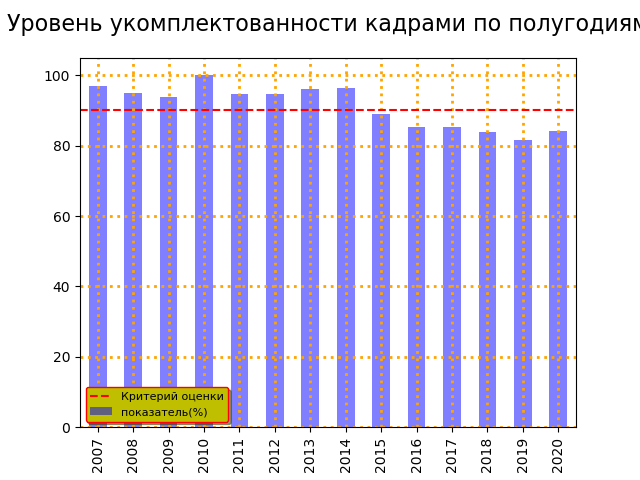 Уровень укомплектованности кадрами по полугодиям
100
80
60
40
20
0
Критерий оценки
показатель(%)
2007 2008 2009 2010 2011 2012 2013 2014 2015 2016 2017 2018 2019 2020